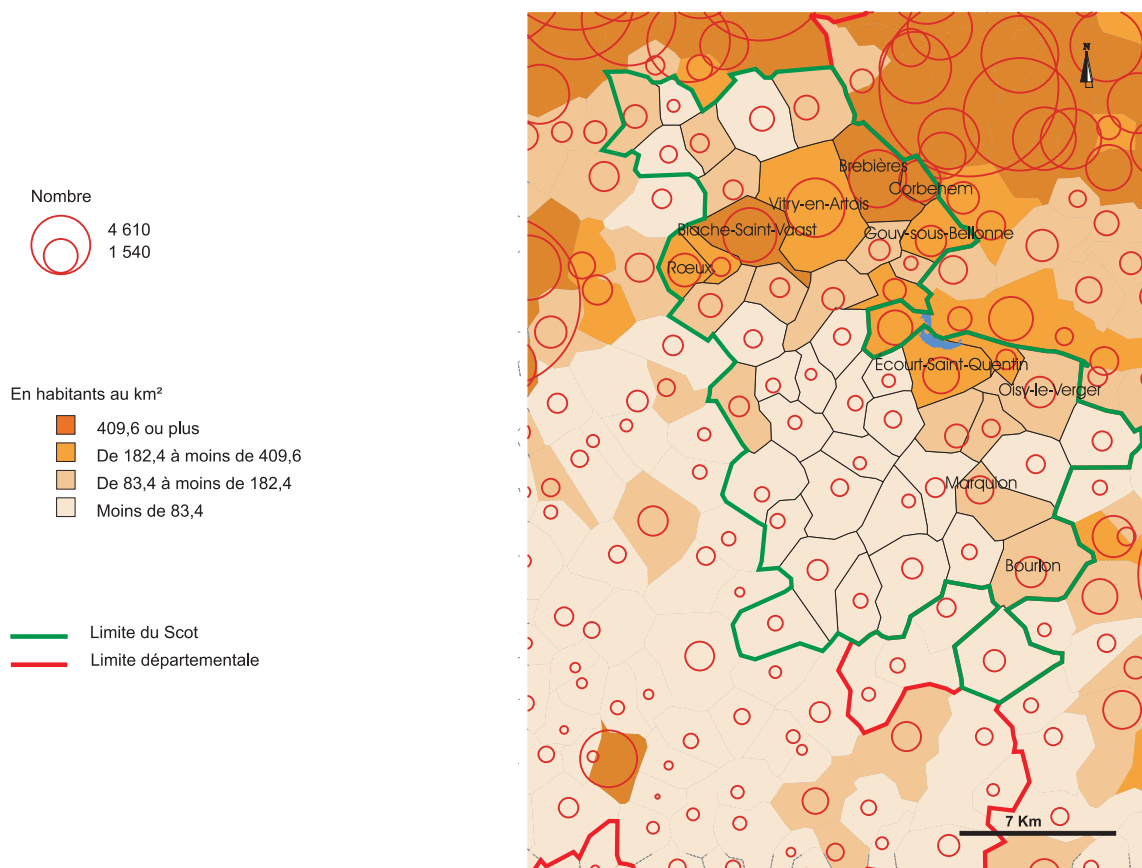 Nombre
4 610
1 540
En habitants au km²
409,6 ou plus
De 182,4 à moins de 409,6
De 83,4 à moins de 182,4
Moins de 83,4
Limite du Scot
Limite départementale
N
Brebières
Corbehem
Vitry-en-Artois
Biache-Saint-Vaast
Gouy-sous-Bellonne
Rœux
Ecourt-Saint-Quentin
Oisy-le-Verger
Marquion
Bourlon
7 Km